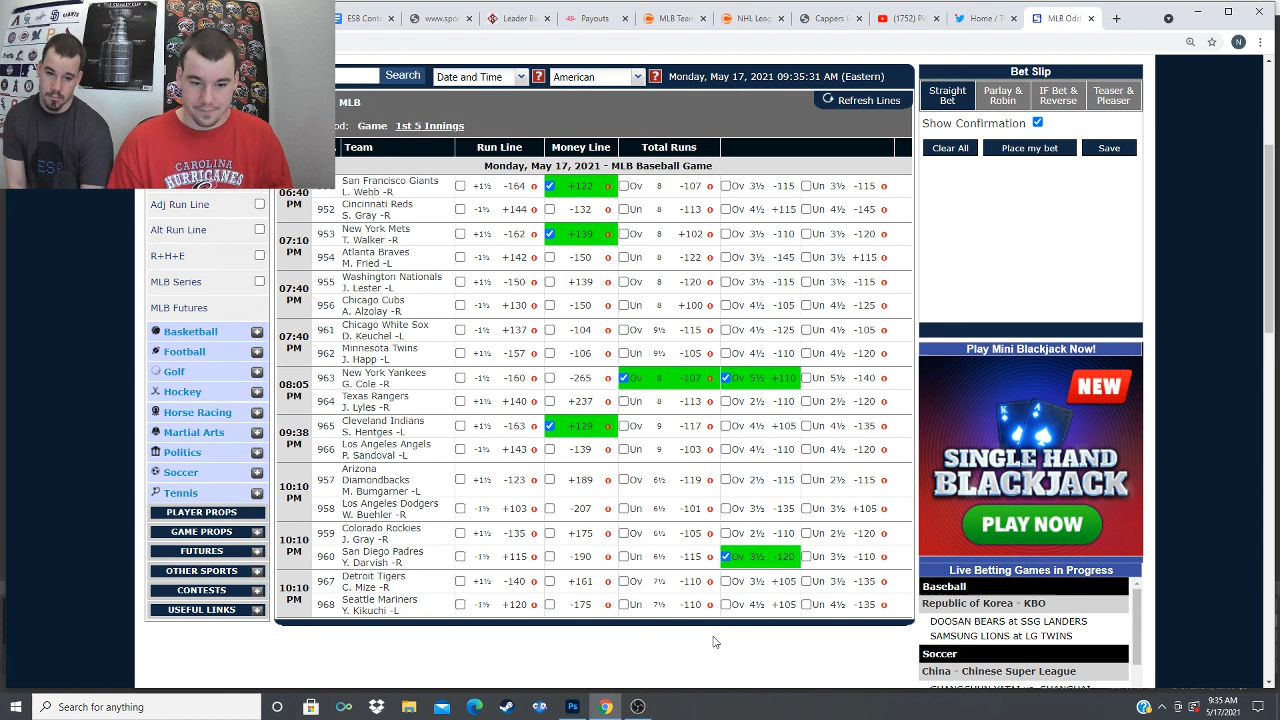 ESB Cont
www.spor
Leader B
Payouts
MLB Team
NHL Lea
www.spo
(1752) R
Home /
MLB Odd
N
Search
Date and Time
?
American
?
Monday, May 17, 2021 09:35:31 AM (Eastern)
MLB
Refresh Lines
od: Game 1st 5 Innings
Team Run Line Money Line Total Runs
Monday, May 17, 2021 - MLB Baseball Game
06:40 PM
San Francisco Giants L. Webb -R +1½ -164 o +122 o Ov 8 -107 o Ov 3½ -115 Un 3½ -115
952 Cincinnati Reds S. Gray -R -1½ +144 o -132 o Un 8 -113 o Ov 4½ +115 Un 4½ -145
07:10 PM
953 New York Mets T. Walker -R +1½ -162 o +139 o Ov 8 +102 o Ov 3½ -110 Un 3½ -120
954 Atlanta Braves M. Fried -L -1½ +142 o -150 o Un 8 -122 o Ov 3½ -145 Un 3½ +115
07:40 PM
955 Washington Nationals J. Lester -L +1½ -150 o +139 o Ov 8 -120 o Ov 3½ -115 Un 3½ -115
956 Chicago Cubs A. Alzolay -R -1½ +130 o -150 o Un 8 +100 o Ov 4½ -105 Un 4½ -125
07:40 PM
961 Chicago White Sox D. Keuchel -L -1½ +137 o -104 o Ov 9½ -115 o Ov 4½ -125 Un 4½ -105
962 Minnesota Twins J. Happ -L +1½ -157 o -106 o Un 9½ -105 o Ov 4½ -110 Un 4½ -120
08:05 PM
963 New York Yankees G. Cole -R -1½ -160 o -265 o Ov 8 -107 o Ov 5½ +110 Un 5½ -140
964 Texas Rangers J. Lyles -R +1½ +140 o +237 o Un 8 -113 o Ov 2½ -110 Un 2½ -120
09:38 PM
965 Cleveland Indians S. Hentges -L +1½ -163 o +129 o Ov 9 -117 o Ov 4½ +105 Un 4½ -135
966 Los Angeles Angels P. Sandoval -L -1½ +143 o -139 o Un 9 -103 o Ov 4½ -110 Un 4½ -120
10:10 PM
957 Arizona Diamondbacks M. Bumgarner -L +1½ -123 o +189 o Ov 6½ -119 o Ov 2½ -115 Un 2½ -115
958 Los Angeles Dodgers W. Buehler -R -1½ +103 o -207 o Un 6½ -101 o Ov 3½ -135 Un 3½ +105
10:10 PM
959 Colorado Rockies J. Gray -R +1½ -135 o o Ov 6½ -105 o Ov 2½ -110 Un 2½ -120
960 San Diego Padres Y. Darvish -R -1½ +115 o -190 o Un 6½ -115 o Ov 3½ -120 Un 3½ -110
10:10 PM
967 Detroit Tigers C. Mize -R +1½ -140 o +161 o Ov 7½ -110 o Ov 3½ +105 Un 3½ -135
968 Seattle Mariners Y. Kikuchi -L -1½ +120 o -175 o Un 7½ -110 o Ov 4½ +105 Un 4½ -135
Adj Run Line
Alt Run Line
R+H+E
MLB Series
MLB Futures
Basketball
Football
Golf
Hockey
Horse Racing
Martial Arts
Politics
Soccer
Tennis
PLAYER PROPS
GAME PROPS
FUTURES
OTHER SPORTS
CONTESTS
USEFUL LINKS
Bet Slip
Straight Bet
Parlay & Robin
IF Bet & Reverse
Teaser & Pleaser
Show Confirmation
Clear All
Place my bet
Save
Play Mini Blackjack Now!
NEW
K A
SINGLE HAND
BLACKJACK
PLAY NOW
Live Betting Games in Progress
Baseball
Republic of Korea - KBO
DOOSAN BEARS at SSG LANDERS
SAMSUNG LIONS at LG TWINS
Soccer
China - Chinese Super League
THE STANLEY CUP
GIANTS
ESP
CAROLINA
HURRICANES
Search for anything
9:35 AM
5/17/2021